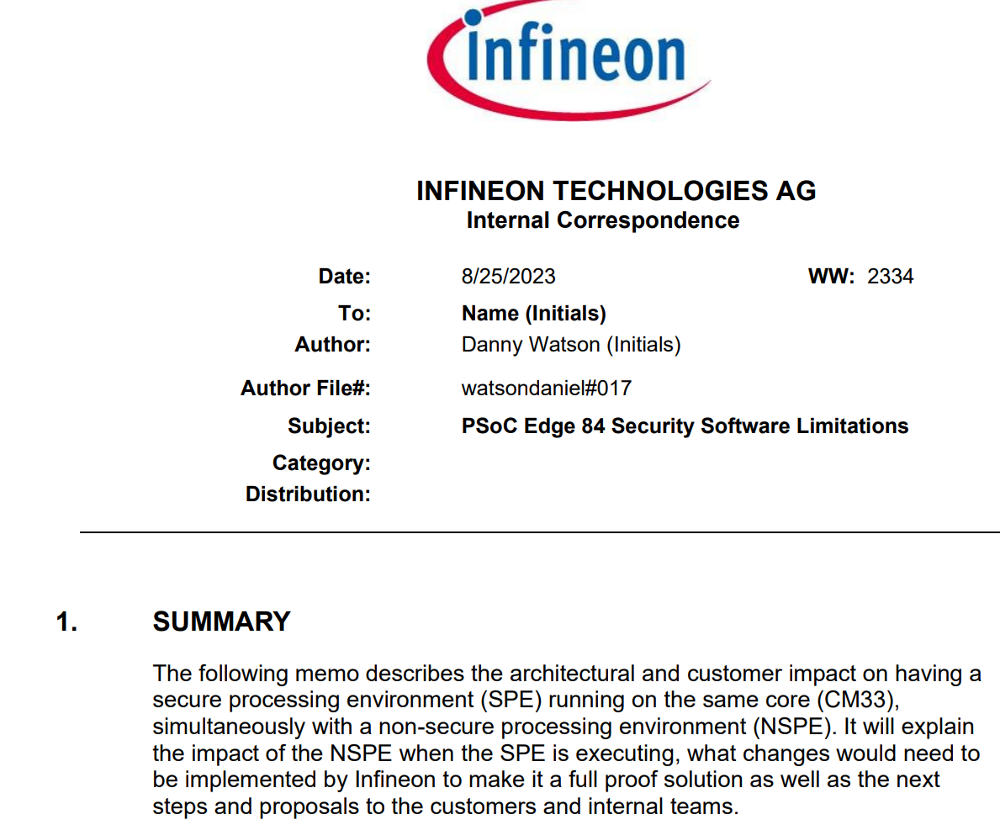 infineon
INFINEON TECHNOLOGIES AG
Internal Correspondence
Date: 8/25/2023 WW: 2334
To: Name (Initials)
Author: Danny Watson (Initials)
Author File#: watsondaniel#017
Subject: PSoC Edge 84 Security Software Limitations
Category:
Distribution:
1. SUMMARY
The following memo describes the architectural and customer impact on having a
secure processing environment (SPE) running on the same core (CM33),
simultaneously with a non-secure processing environment (NSPE). It will explain
the impact of the NSPE when the SPE is executing, what changes would need to
be implemented by Infineon to make it a full proof solution as well as the next
steps and proposals to the customers and internal teams.